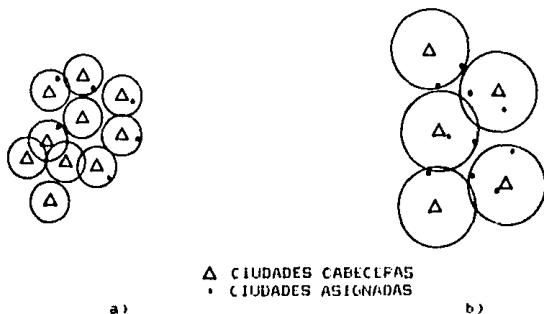 △ CIUDADES CABECERAS
• CIUDADES ASIGNADAS
a)
b)